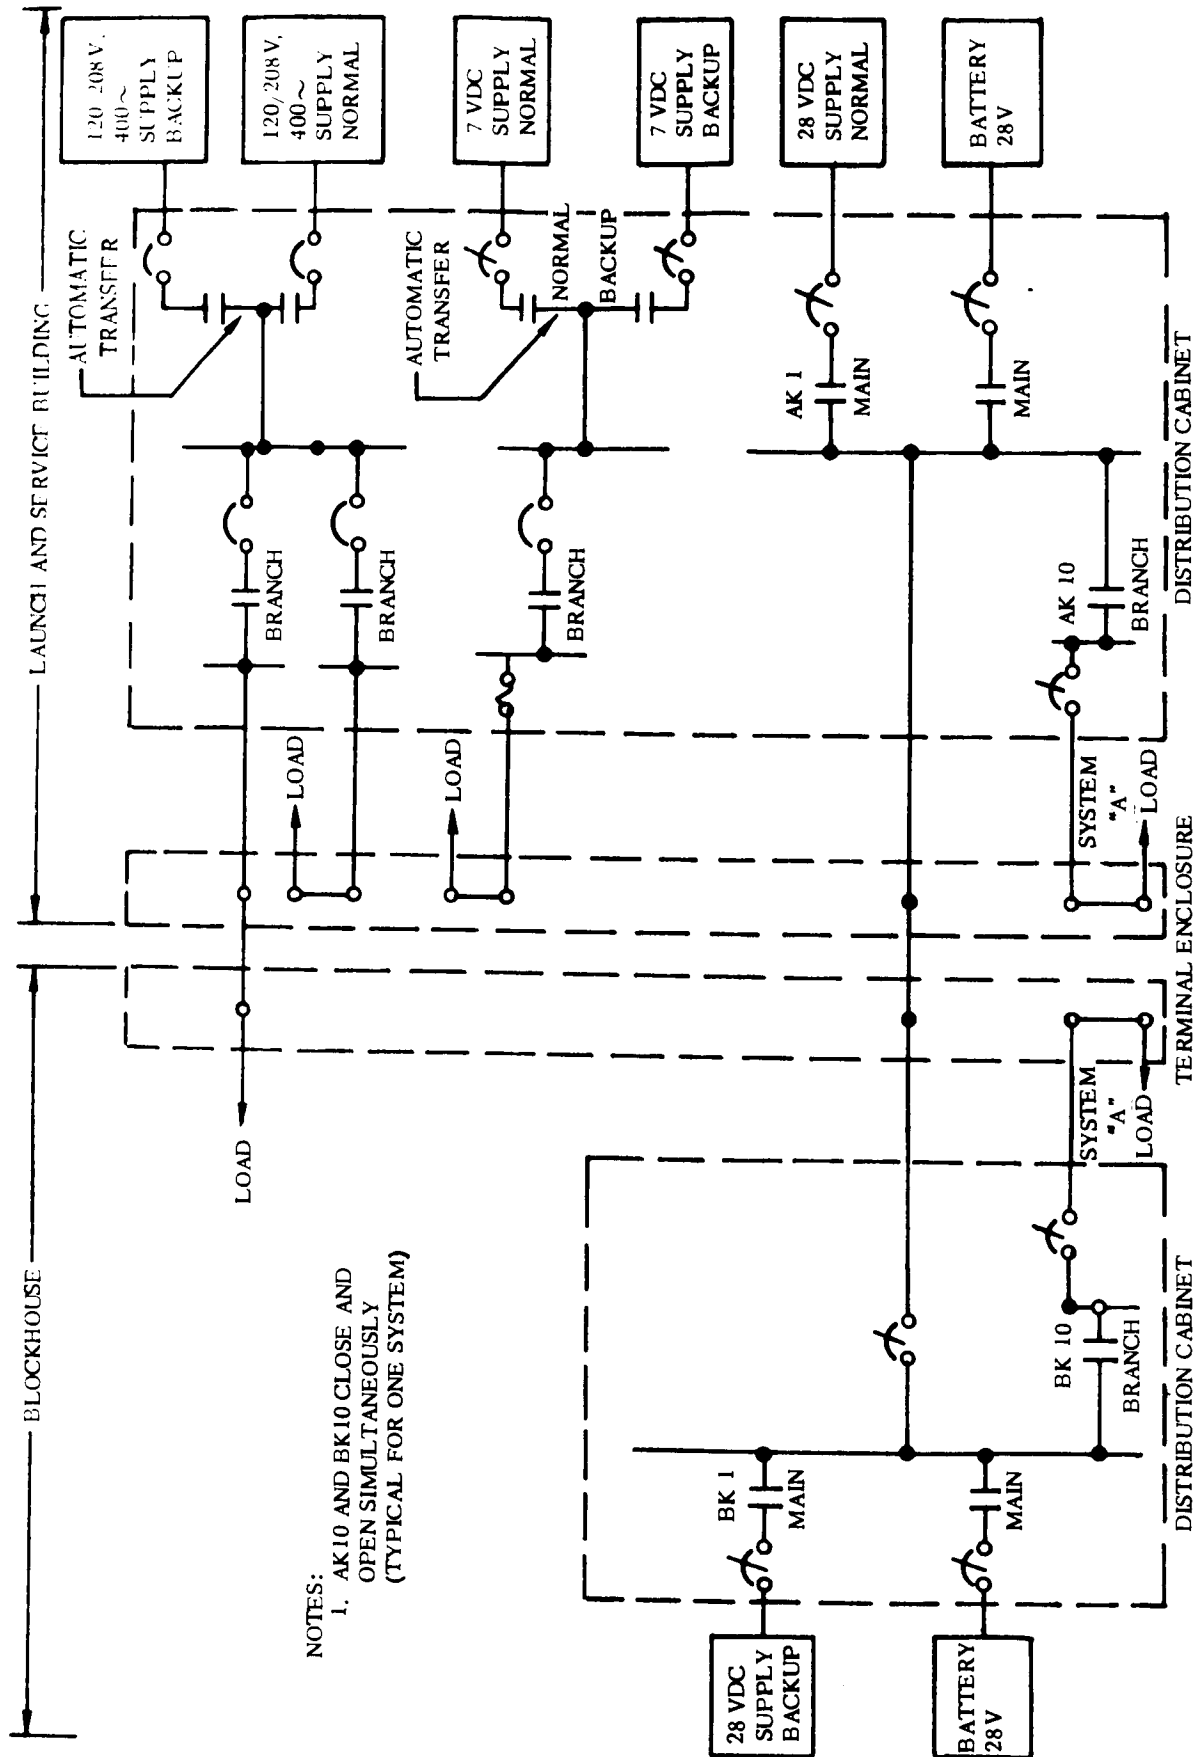 LAUNCH AND SERVICE BUILDING
120 208V.
400~
SUPPLY
BACKUP
120/208V,
400~
SUPPLY
NORMAL
7 VDC
SUPPLY
NORMAL
7 VDC
SUPPLY
BACKUP
28 VDC
SUPPLY
NORMAL
BATTERY
28V
AUTOMATIC
TRANSFER
AUTOMATIC
TRANSFER
NORMAL
BACKUP
AK 1
MAIN
MAIN
BRANCH
BRANCH
BRANCH
AK 10
BRANCH
DISTRIBUTION CABINET
LOAD
LOAD
SYSTEM
"A"
LOAD
TERMINAL ENCLOSURE
BLOCKHOUSE
LOAD
SYSTEM
"A"
LOAD
BK 10
BRANCH
BK 1
MAIN
MAIN
DISTRIBUTION CABINET
28 VDC
SUPPLY
BACKUP
BATTERY
28V
NOTES:
1. AK10 AND BK10 CLOSE AND
OPEN SIMULTANEOUSLY
(TYPICAL FOR ONE SYSTEM)